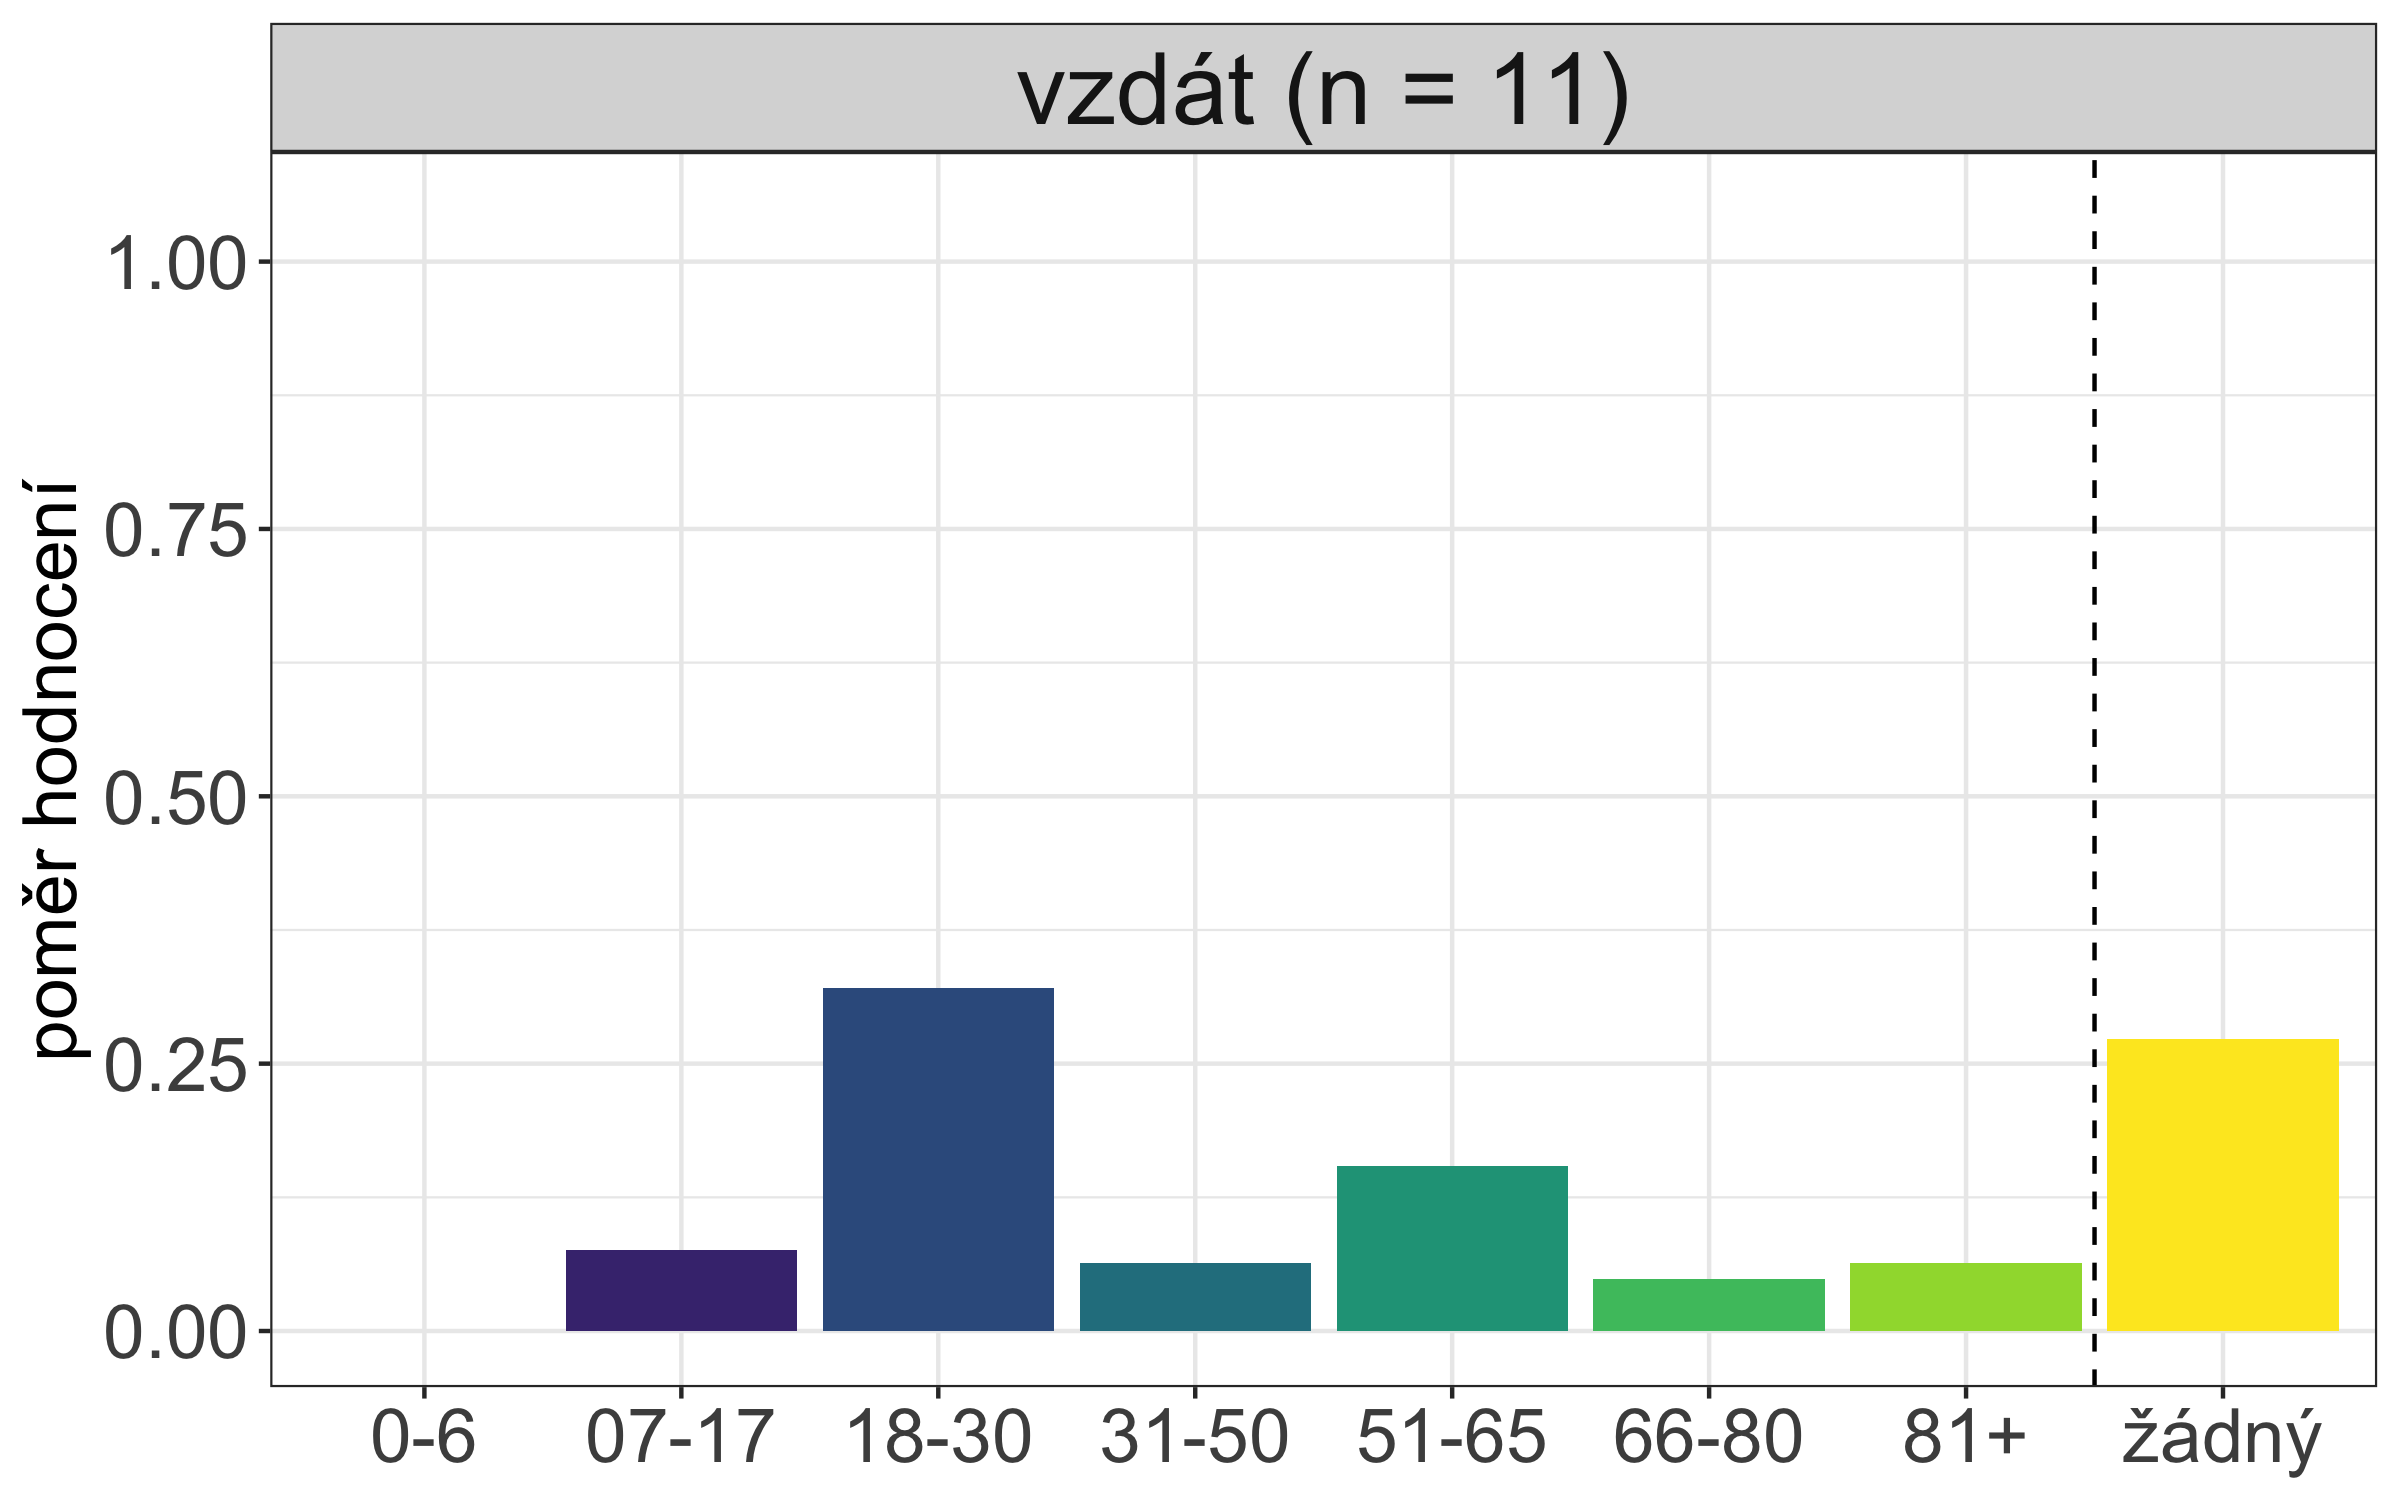 vzdát (n = 11)
poměr hodnocení
1.00
0.75
0.50
0.25
0.00
0-6 07-17 18-30 31-50 51-65 66-80 81+ žádný